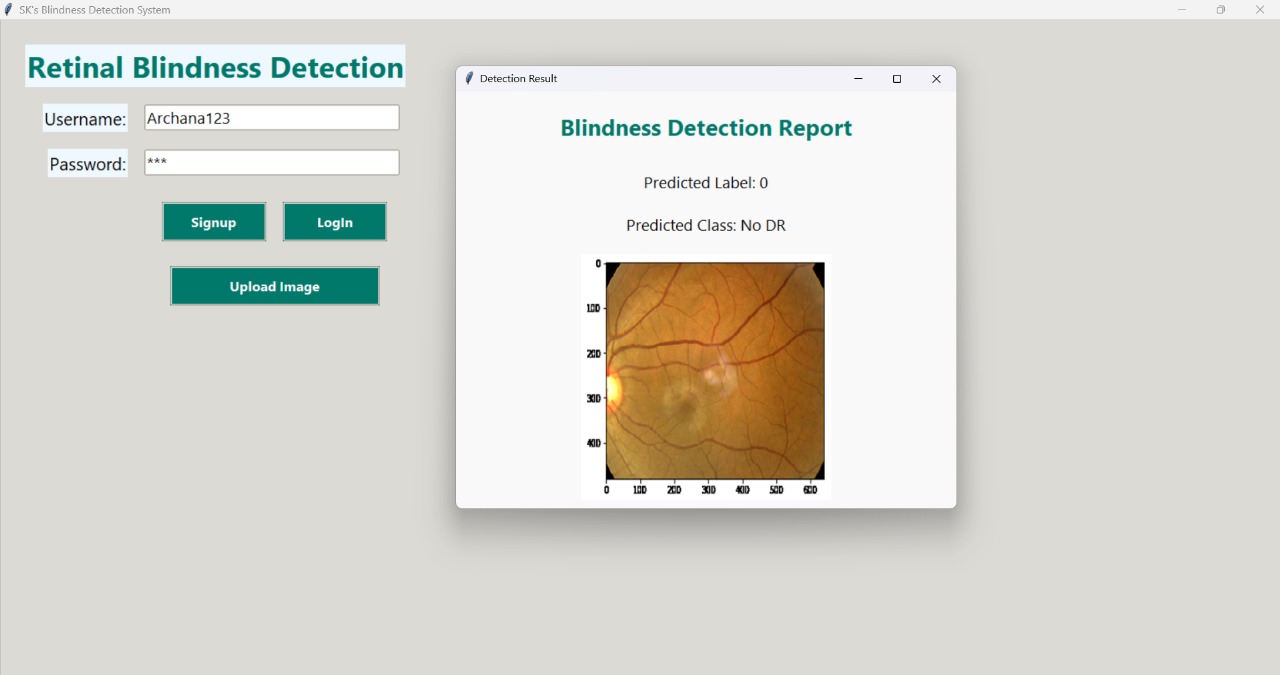 SK's Blindness Detection System
Retinal Blindness Detection
Username: Archana123
Password: ***
Signup LogIn
Upload Image
Detection Result
Blindness Detection Report
Predicted Label: 0
Predicted Class: No DR
0
100
200
300
400
0 100 200 300 400 500 600